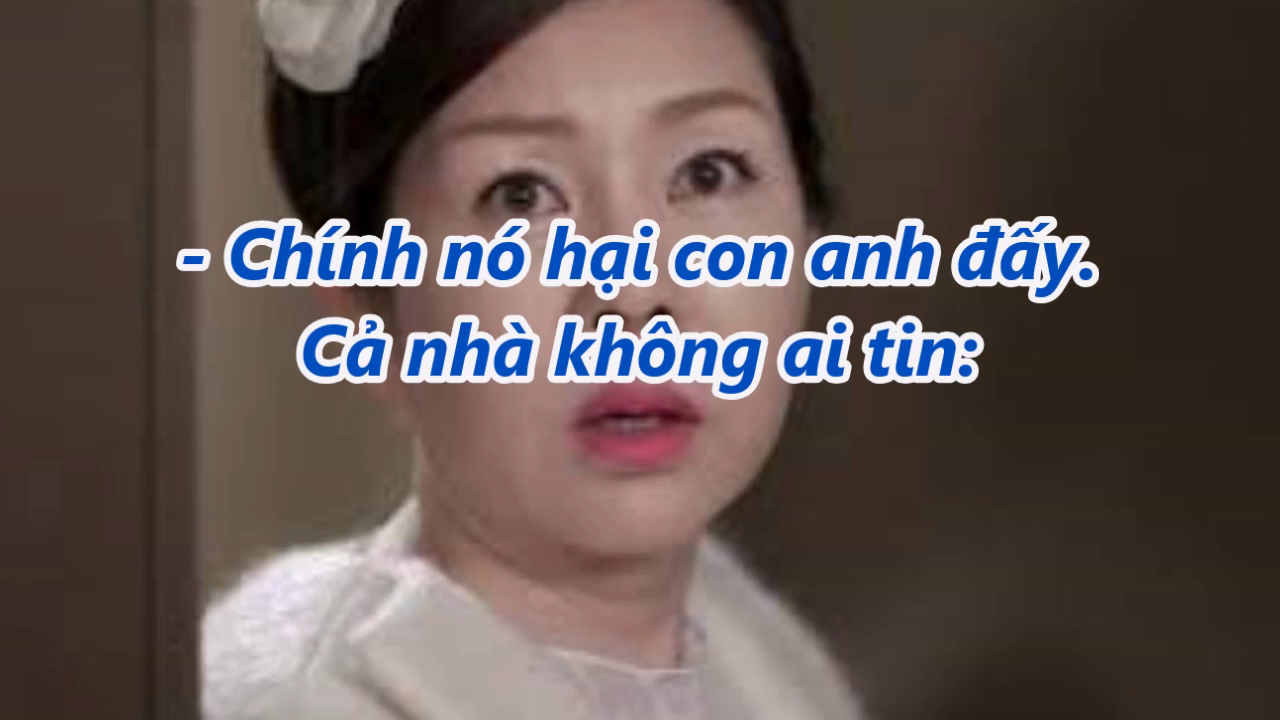 - Chính nó hại con anh đấy.
Cả nhà không ai tin: